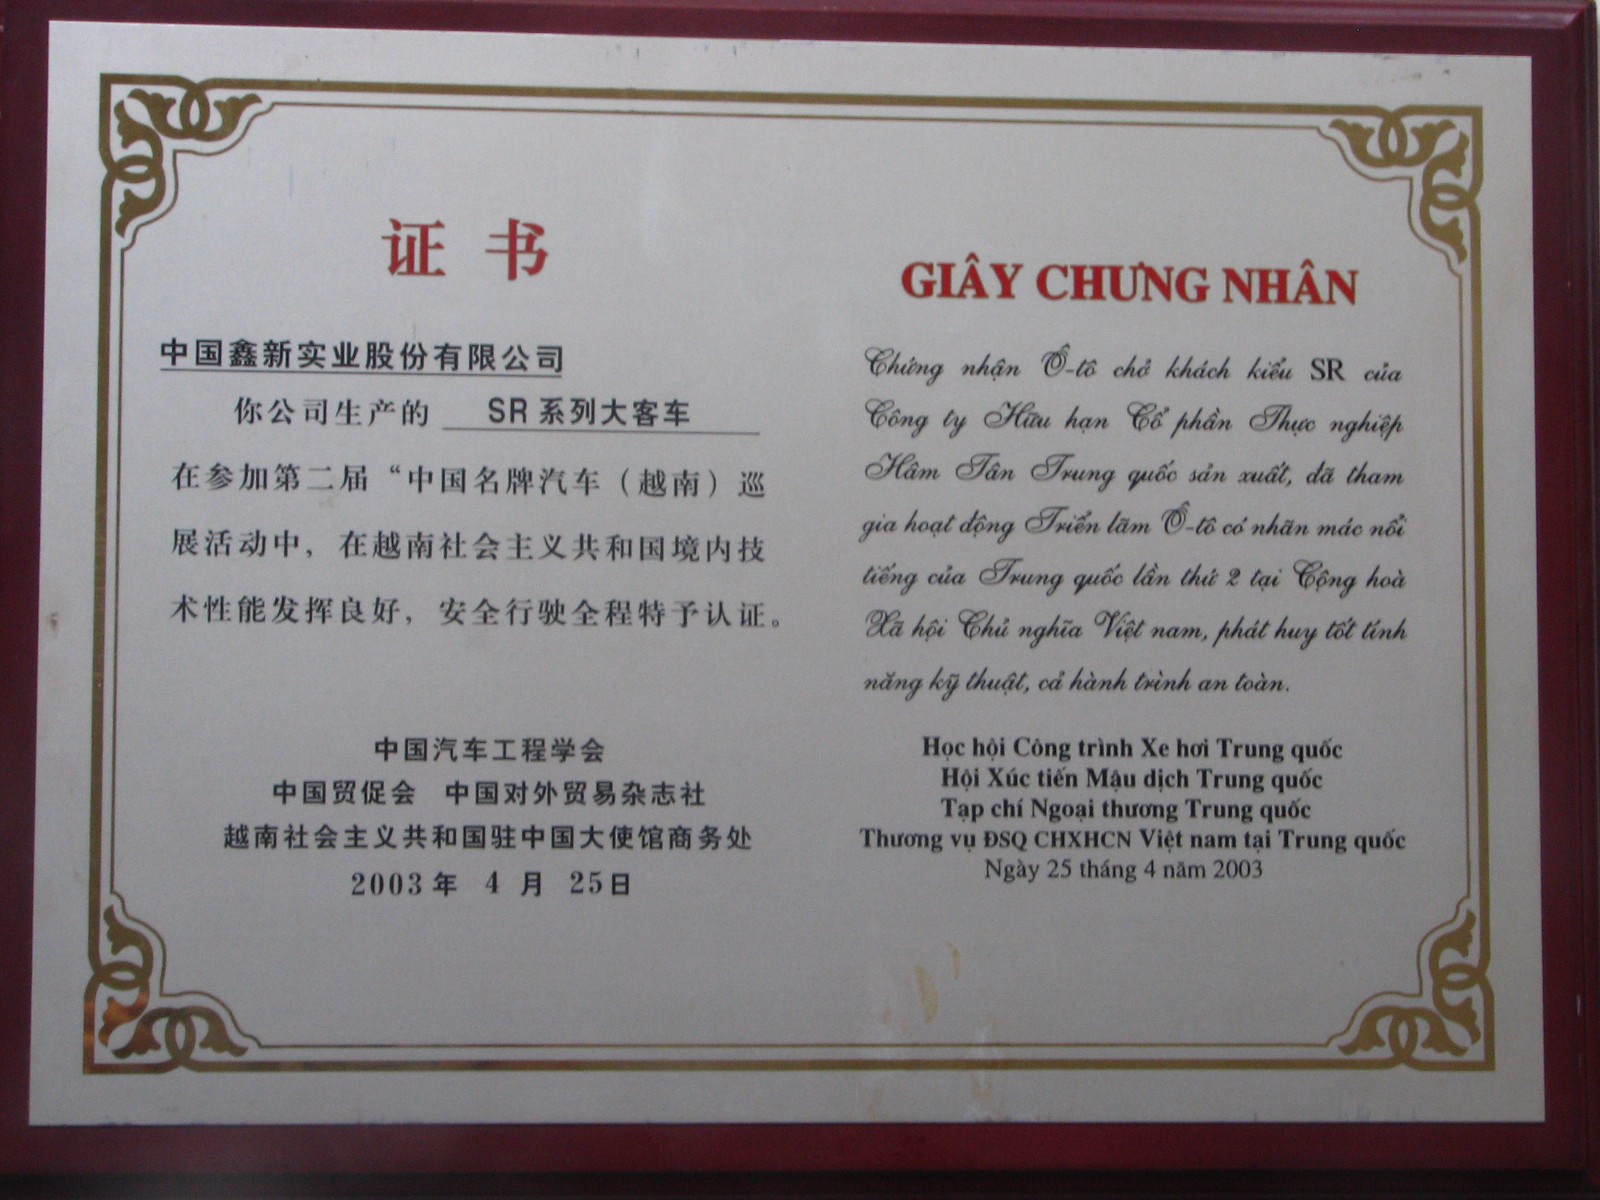 证书
中国鑫新实业股份有限公司
你公司生产的 SR系列大客车
在参加第二届“中国名牌汽车（越南）巡
展活动中，在越南社会主义共和国境内技
术性能发挥良好，安全行驶全程特予认证。
中国汽车工程学会
中国贸促会 中国对外贸易杂志社
越南社会主义共和国驻中国大使馆商务处
2003年 4月 25日
GIÂY CHƯNG NHÂN
Chứng nhận Ô-tô chở khách kiểu SR của
Công ty Hữu hạn Cổ phần Thực nghiệp
Hâm Tân Trung quốc sản xuất, đã tham
gia hoạt động Triển lãm Ô-tô có nhãn mác nổi
tiếng của Trung quốc lần thứ 2 tại Cộng hoà
Xã hội Chủ nghĩa Việt nam, phát huy tốt tính
năng kỹ thuật, cả hành trình an toàn.
Học hội Công trình Xe hơi Trung quốc
Hội Xúc tiến Mậu dịch Trung quốc
Tạp chí Ngoại thương Trung quốc
Thương vụ ĐSQ CHXHCN Việt nam tại Trung quốc
Ngày 25 tháng 4 năm 2003